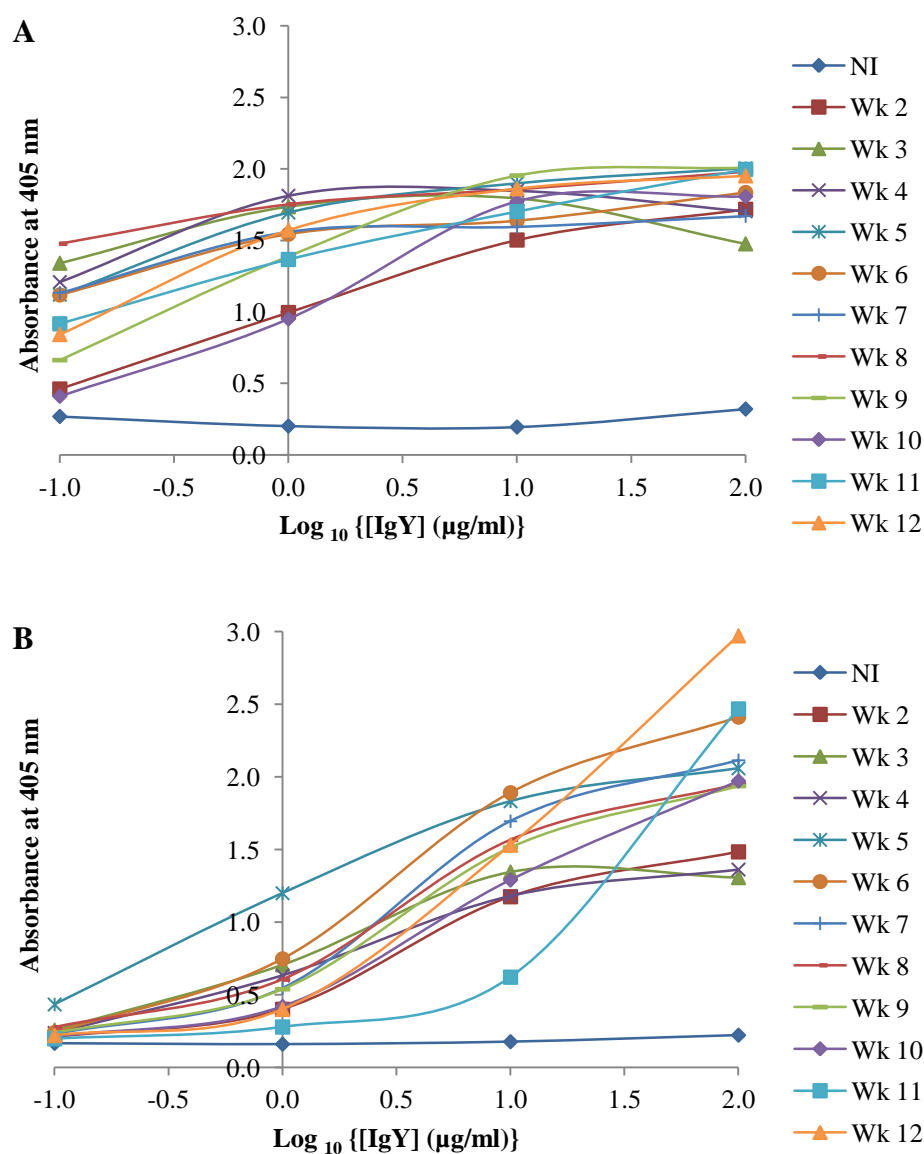 A
3.0
2.5
2.0
1.5
1.0
0.5
0.0
-1.0 -0.5 0.0 0.5 1.0 1.5 2.0
Absorbance at 405 nm
Log 10 {[IgY] (µg/ml)}
NI
Wk 2
Wk 3
Wk 4
Wk 5
Wk 6
Wk 7
Wk 8
Wk 9
Wk 10
Wk 11
Wk 12
B
3.0
2.5
2.0
1.5
1.0
0.5
0.0
-1.0 -0.5 0.0 0.5 1.0 1.5 2.0
Absorbance at 405 nm
Log 10 {[IgY] (µg/ml)}
NI
Wk 2
Wk 3
Wk 4
Wk 5
Wk 6
Wk 7
Wk 8
Wk 9
Wk 10
Wk 11
Wk 12